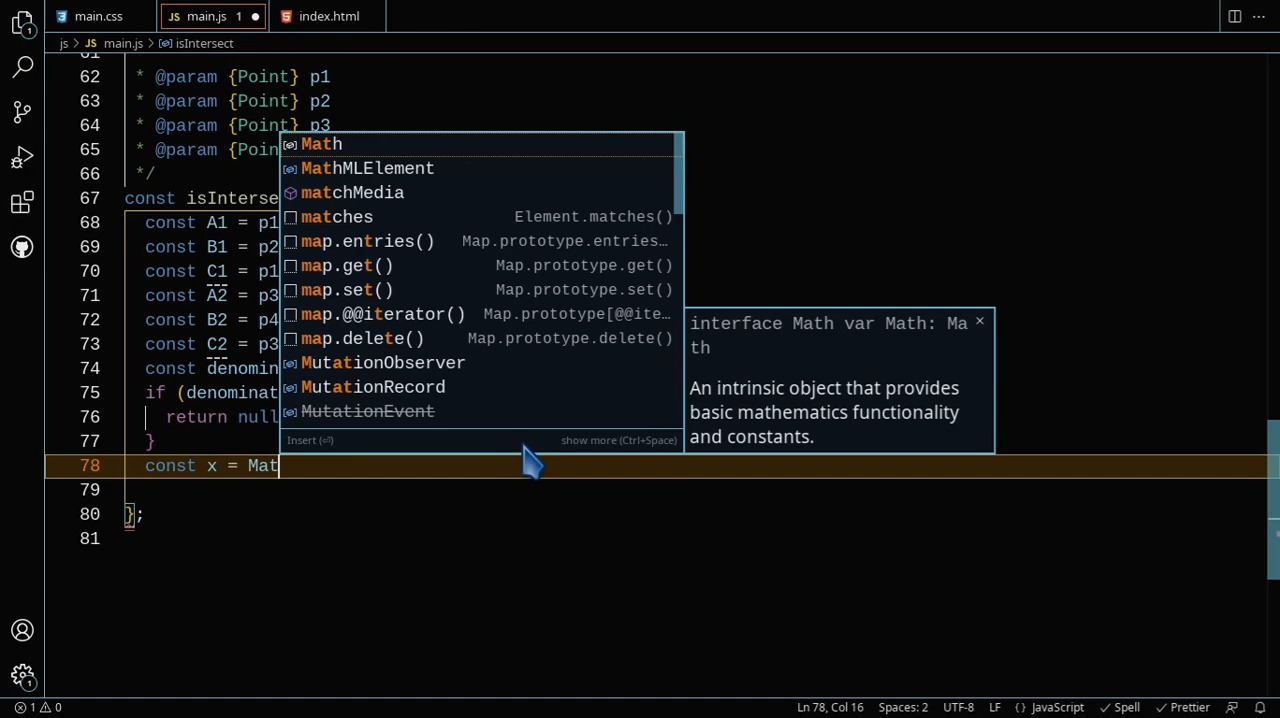 main.css
JS main.js 1
index.html
js > JS main.js > isIntersect
61
62 * @param {Point} p1
63 * @param {Point} p2
64 * @param {Point} p3
65 * @param {Poin
66 */
67 const isInterse
68 const A1 = p1
69 const B1 = p2
70 const C1 = p1
71 const A2 = p3
72 const B2 = p4
73 const C2 = p3
74 const denomin
75 if (denominat
76 return null
77 }
78 const x = Mat
79
80 };
81
Math
MathMLElement
matchMedia
matches Element.matches()
map.entries() Map.prototype.entries…
map.get() Map.prototype.get()
map.set() Map.prototype.set()
map.@@iterator() Map.prototype[@@ite…
map.delete() Map.prototype.delete()
MutationObserver
MutationRecord
MutationEvent
Insert (⏎) show more (Ctrl+Space)
interface Math var Math: Ma
th
An intrinsic object that provides
basic mathematics functionality
and constants.
1
1
1 0
Ln 78, Col 16 Spaces: 2 UTF-8 LF {} JavaScript Spell Prettier